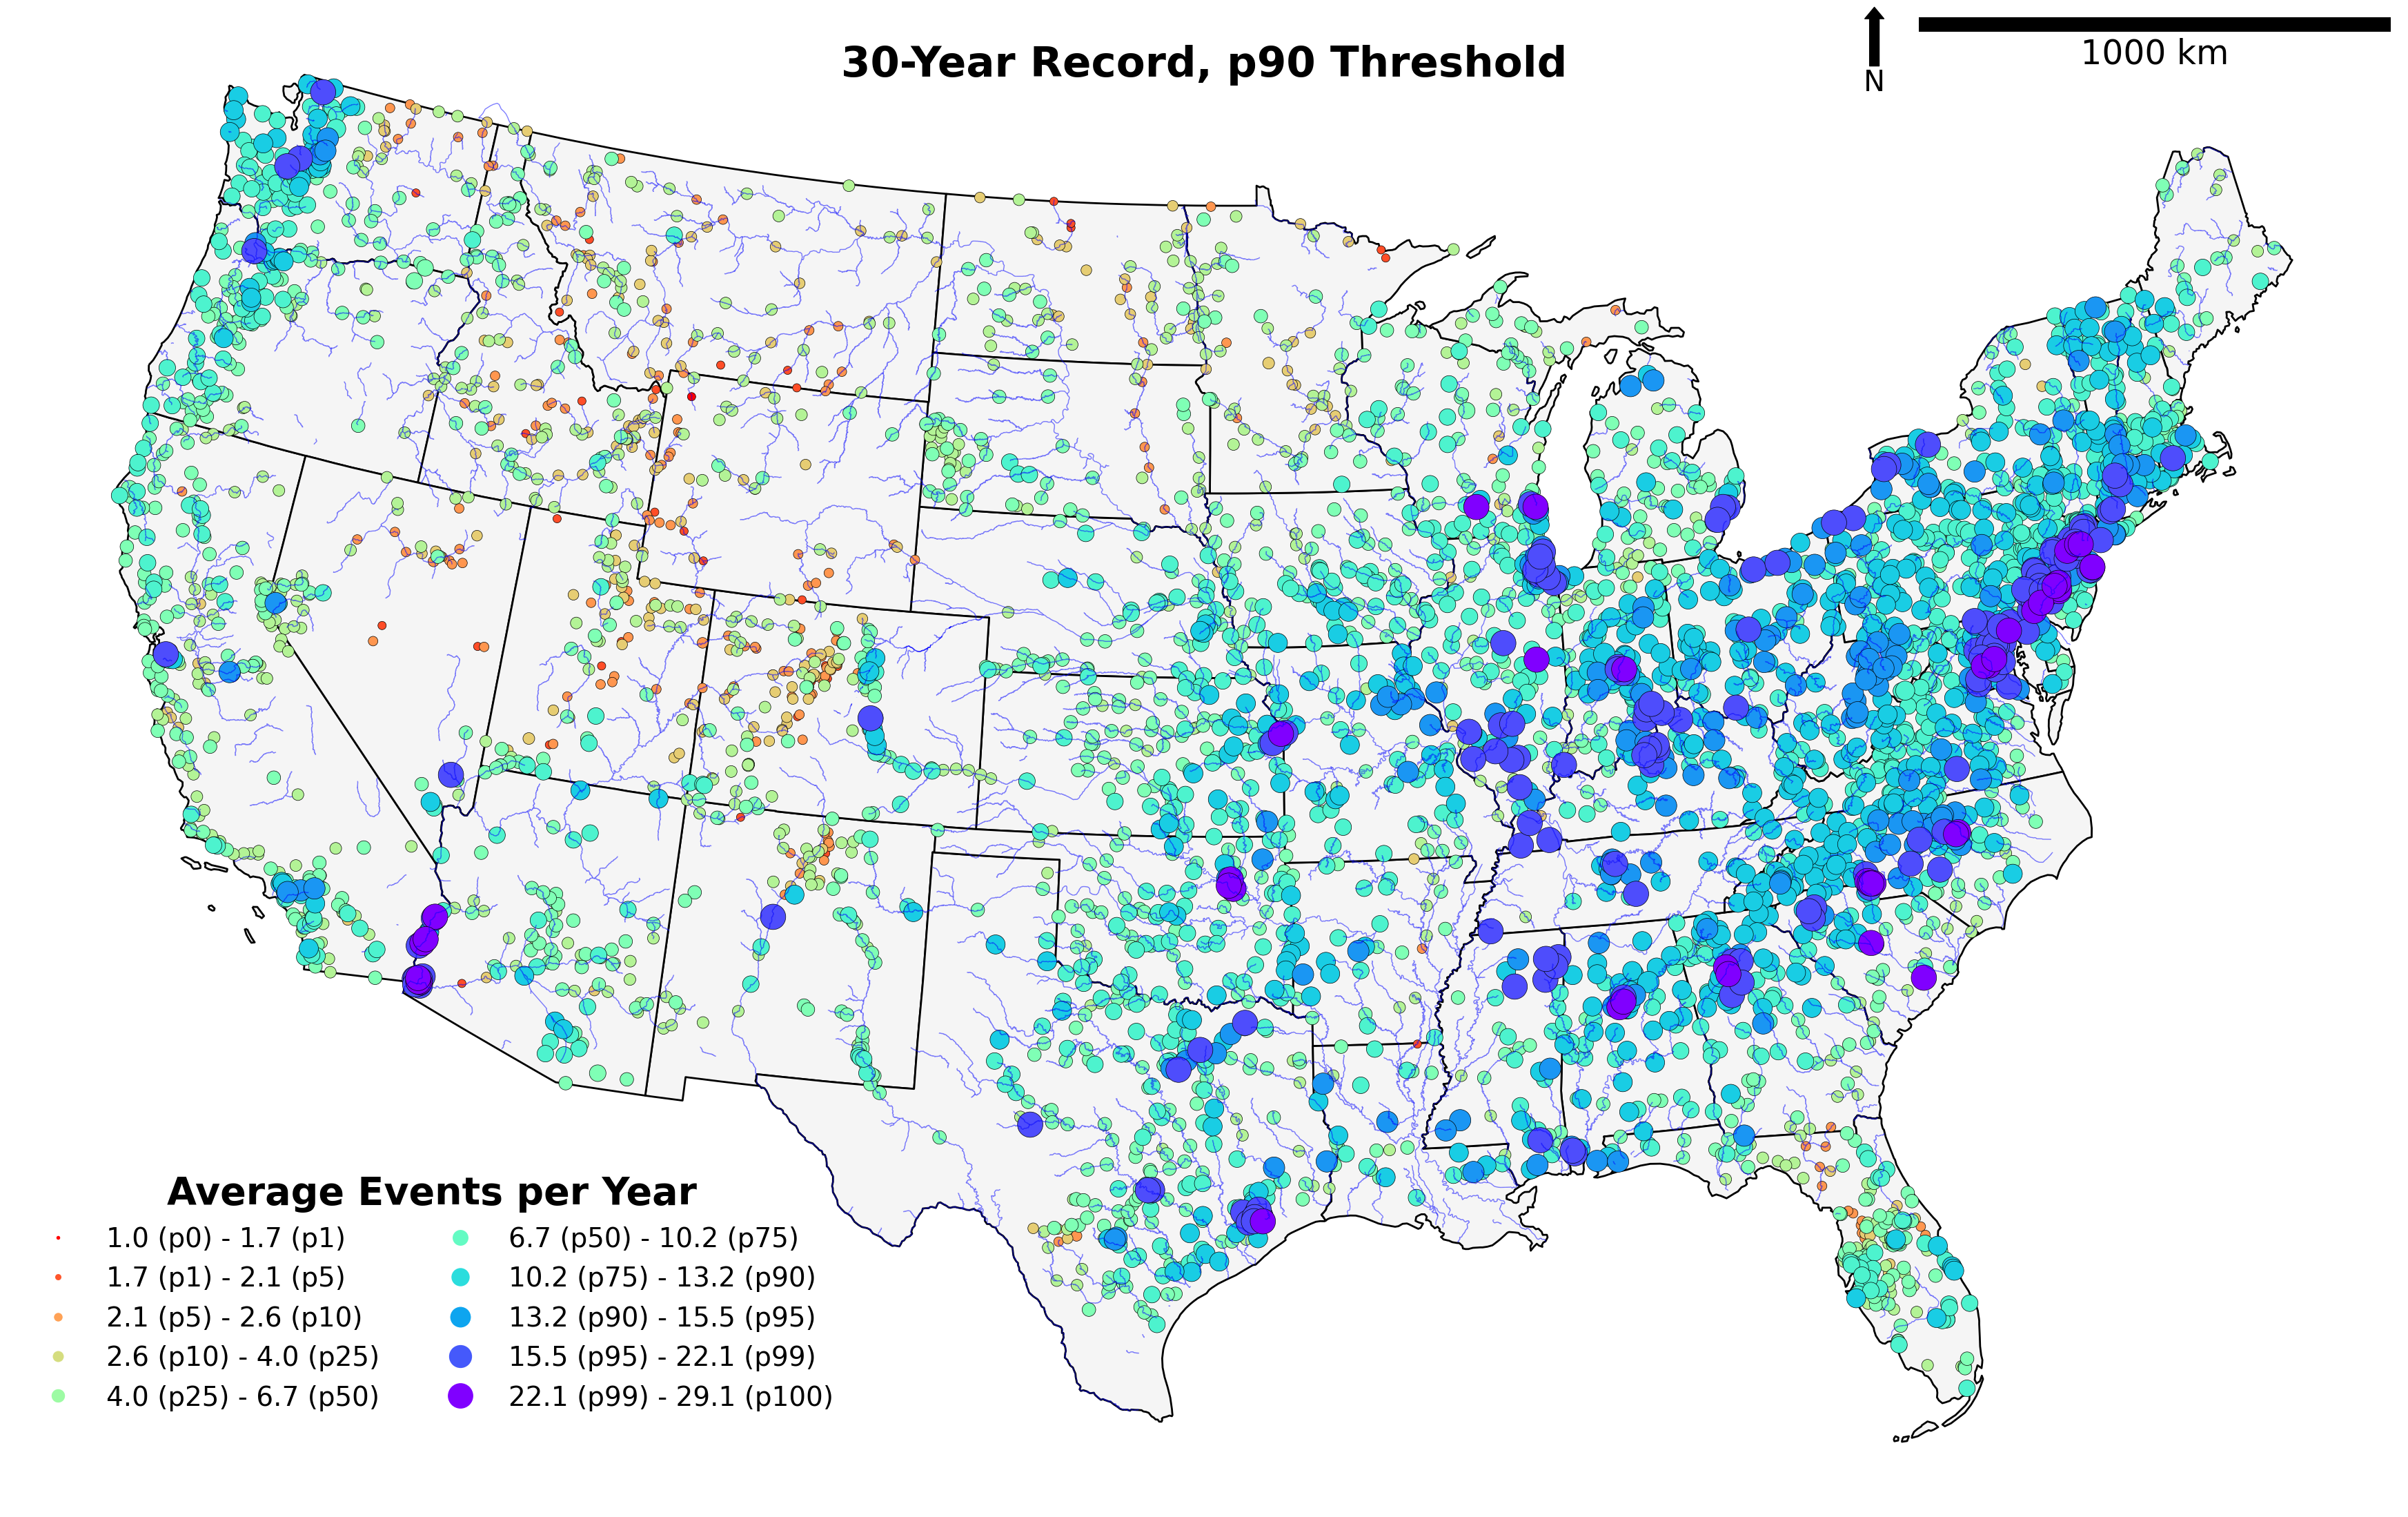 30-Year Record, p90 Threshold
N
1000 km
Average Events per Year
1.0 (p0) - 1.7 (p1)
1.7 (p1) - 2.1 (p5)
2.1 (p5) - 2.6 (p10)
2.6 (p10) - 4.0 (p25)
4.0 (p25) - 6.7 (p50)
6.7 (p50) - 10.2 (p75)
10.2 (p75) - 13.2 (p90)
13.2 (p90) - 15.5 (p95)
15.5 (p95) - 22.1 (p99)
22.1 (p99) - 29.1 (p100)